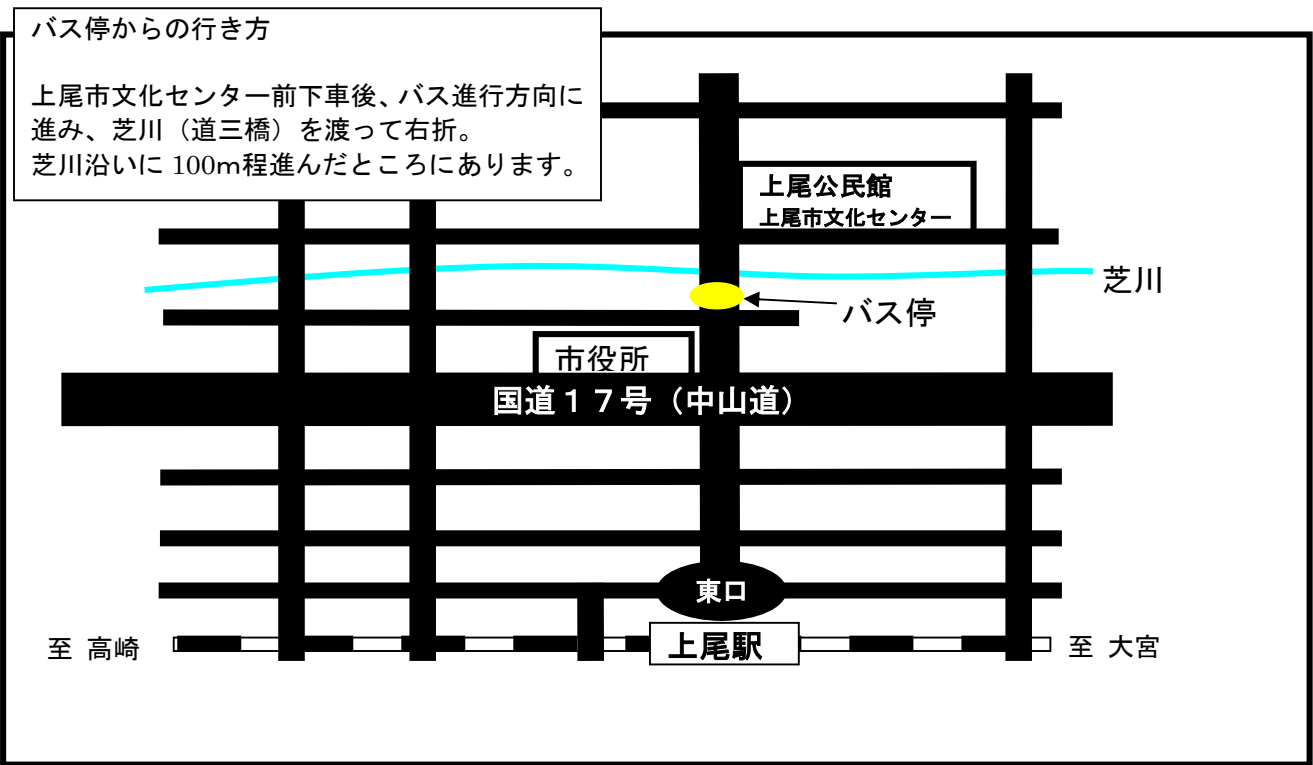 バス停からの行き方
上尾市文化センター前下車後、バス進行方向に
進み、芝川（道三橋）を渡って右折。
芝川沿いに 100m程進んだところにあります。
上尾公民館
上尾市文化センター
芝川
バス停
市役所
国道１７号（中山道）
東口
至 高崎
上尾駅
至 大宮